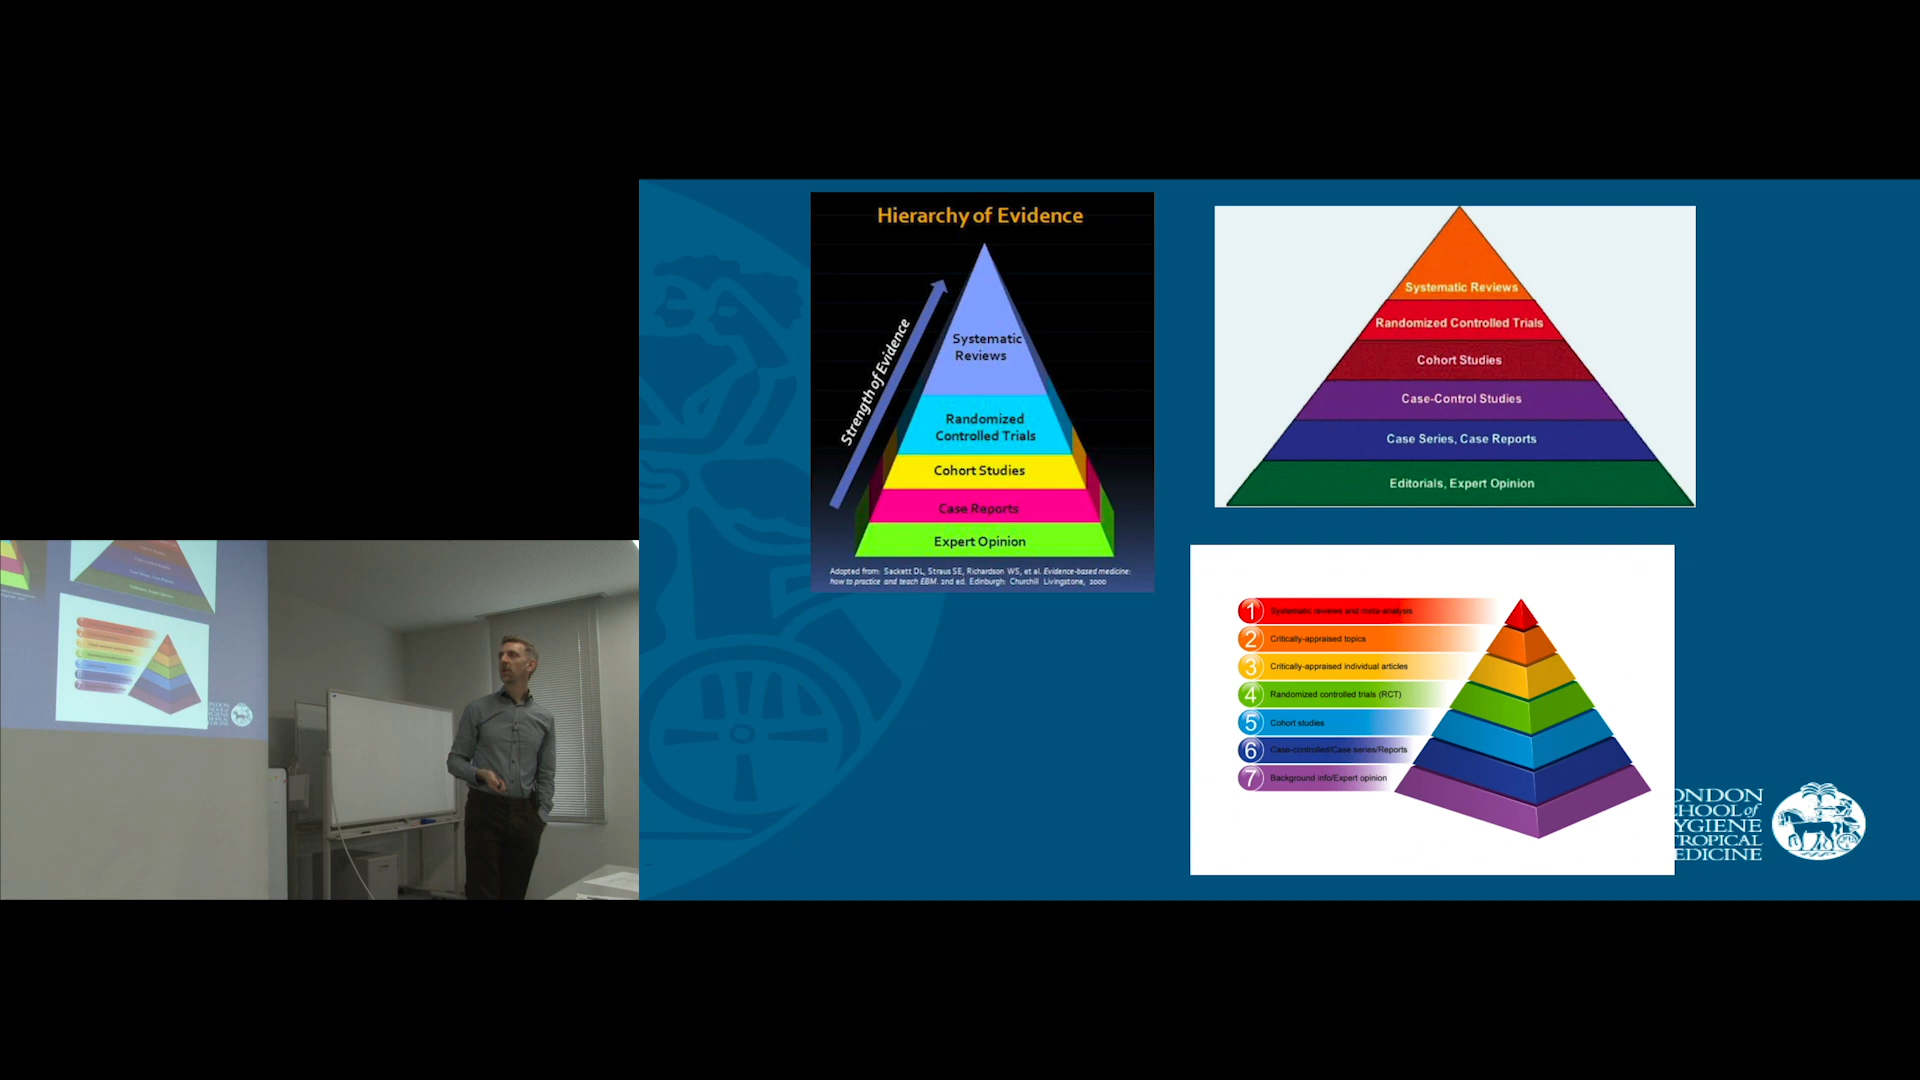 Hierarchy of Evidence
Strength of Evidence
Systematic
Reviews
Randomized
Controlled Trials
Cohort Studies
Case Reports
Expert Opinion
Adapted from: Sackett DL, Straus SE, Richardson WS, et al. Evidence-based medicine:
how to practice and teach EBM. 2nd ed. Edinburgh: Churchill Livingstone, 2000
Systematic Reviews
Randomized Controlled Trials
Cohort Studies
Case-Control Studies
Case Series, Case Reports
Editorials, Expert Opinion
1 Systematic reviews and meta-analysis
2 Critically-appraised topics
3 Critically-appraised individual articles
4 Randomized controlled trials (RCT)
5 Cohort studies
6 Case-controlled/Case series/Reports
7 Background info/Expert opinion
ONDON
CHOOL of
YGIENE
TROPICAL
EDICINE